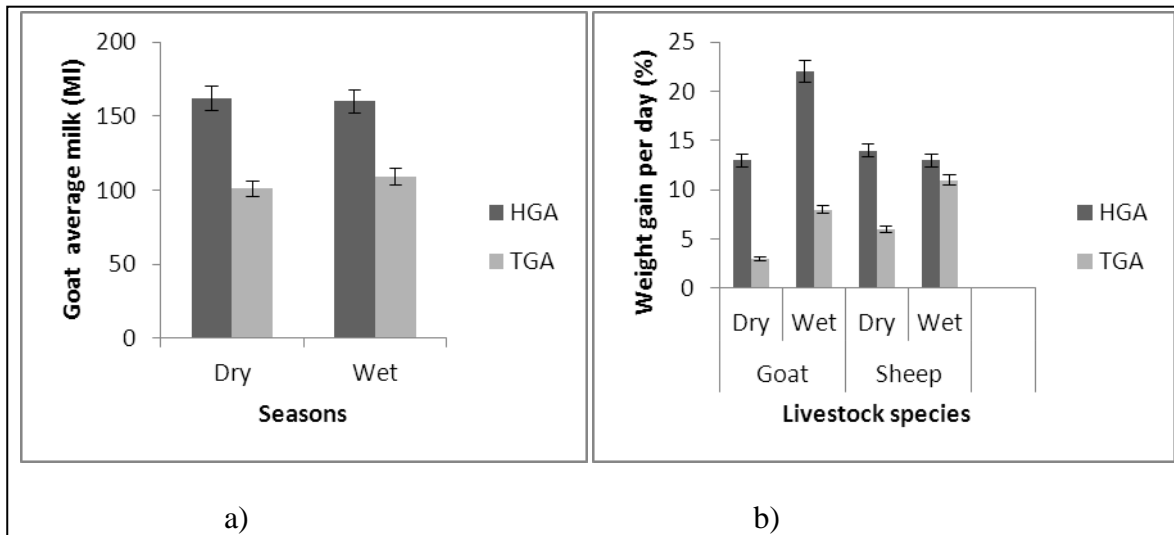 Goat average milk (Ml)
200
150
100
50
0
Dry Wet
Seasons
HGA
TGA
Weight gain per day (%)
25
20
15
10
5
0
Dry Wet Dry Wet
Goat Sheep
Livestock species
HGA
TGA
a) b)